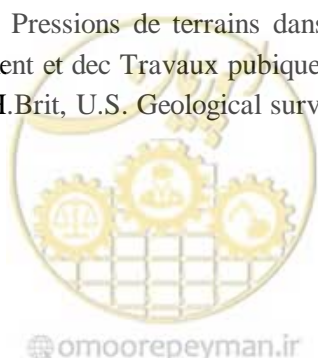 Pressions de terrains dans
ent et dec Travaux pubique
H.Brit, U.S. Geological surv
omoorepeyman.ir